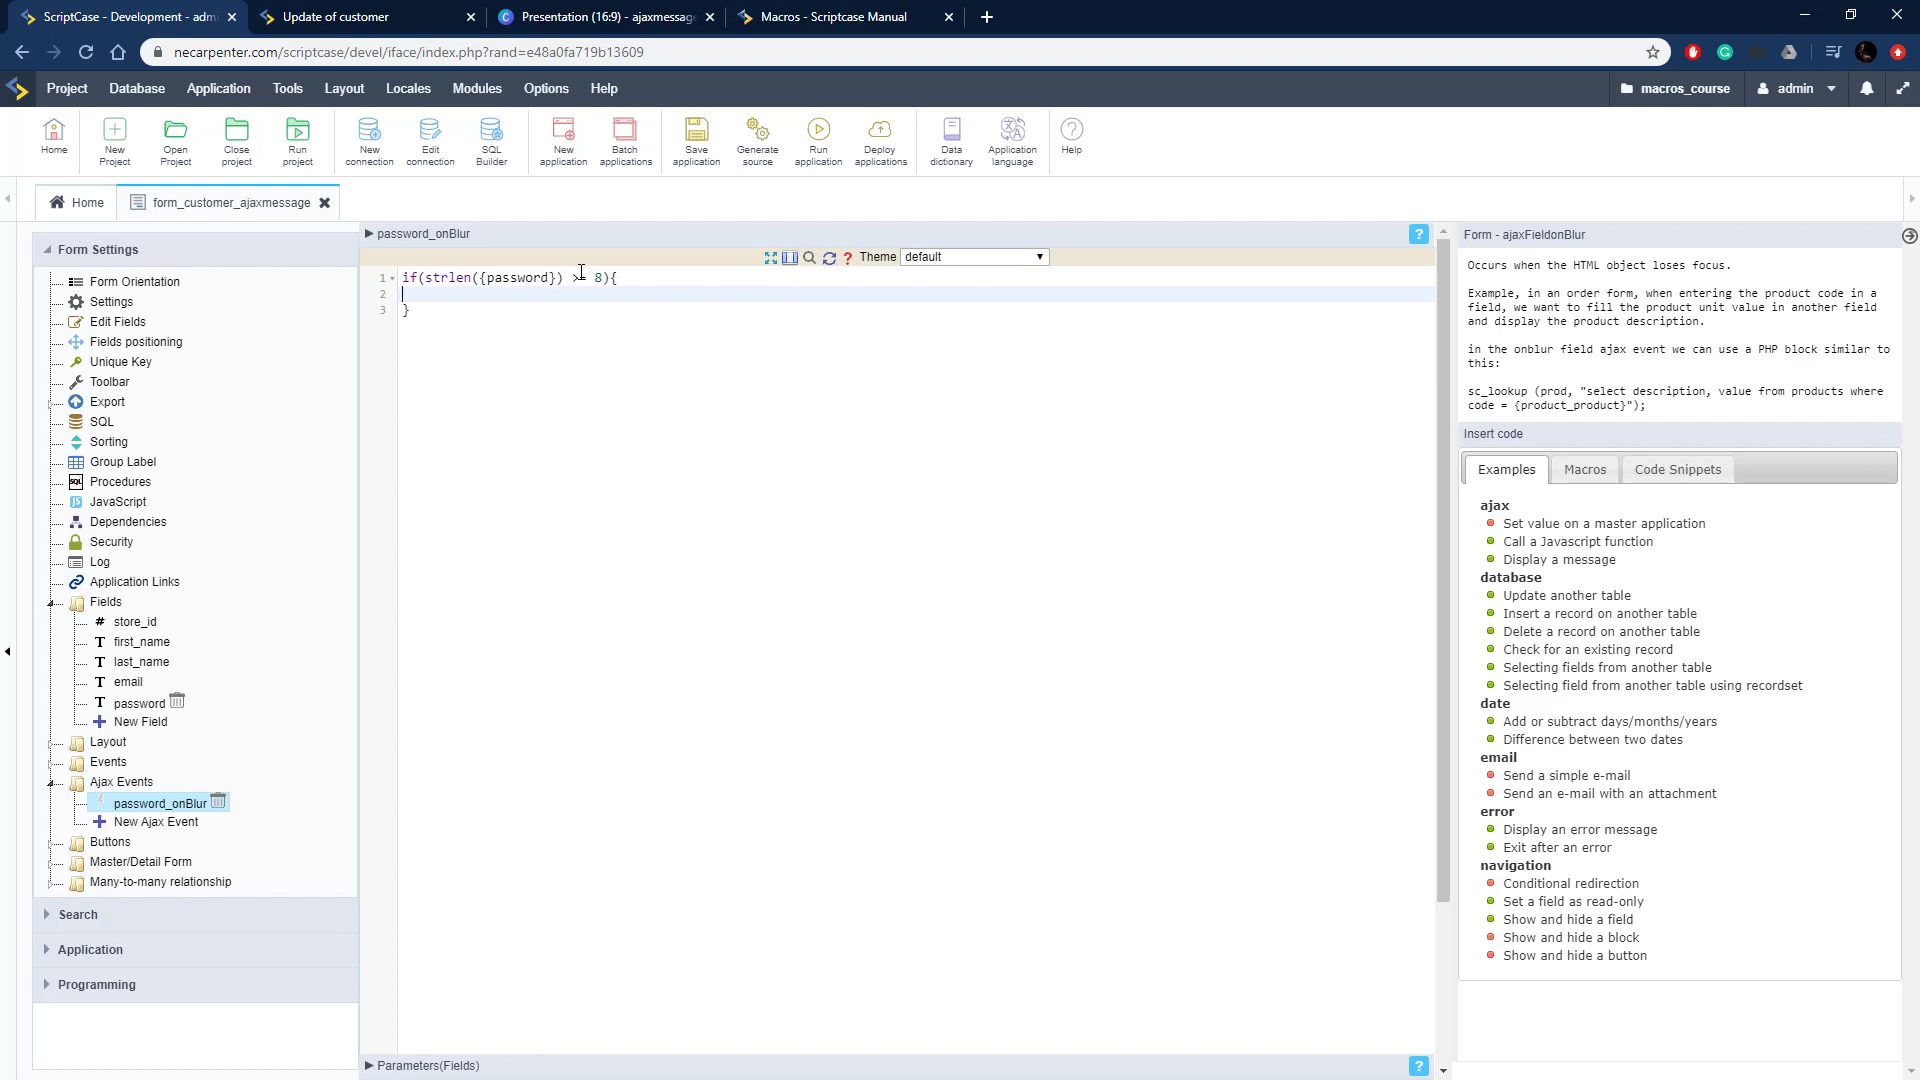 ScriptCase - Development - admi
Update of customer
Presentation (16:9) - ajaxmessage
Macros - Scriptcase Manual
necarpenter.com/scriptcase/devel/iface/index.php?rand=e48a0fa719b13609
Project
Database
Application
Tools
Layout
Locales
Modules
Options
Help
macros_course
admin
Home
New Project
Open Project
Close project
Run project
New connection
Edit connection
SQL Builder
New application
Batch applications
Save application
Generate source
Run application
Deploy applications
Data dictionary
Application language
Help
Home
form_customer_ajaxmessage
Form Settings
Form Orientation
Settings
Edit Fields
Fields positioning
Unique Key
Toolbar
Export
SQL
Sorting
Group Label
Procedures
JavaScript
Dependencies
Security
Log
Application Links
Fields
store_id
first_name
last_name
email
password
New Field
Layout
Events
Ajax Events
password_onBlur
New Ajax Event
Buttons
Master/Detail Form
Many-to-many relationship
Search
Application
Programming
password_onBlur
Theme default
1 if(strlen({password}) >= 8){
2
3 }
Parameters(Fields)
Form - ajaxFieldonBlur
Occurs when the HTML object loses focus.
Example, in an order form, when entering the product code in a
field, we want to fill the product unit value in another field
and display the product description.
in the onblur field ajax event we can use a PHP block similar to
this:
sc_lookup (prod, "select description, value from products where
code = {product_product}");
Insert code
Examples
Macros
Code Snippets
ajax
Set value on a master application
Call a Javascript function
Display a message
database
Update another table
Insert a record on another table
Delete a record on another table
Check for an existing record
Selecting fields from another table
Selecting field from another table using recordset
date
Add or subtract days/months/years
Difference between two dates
email
Send a simple e-mail
Send an e-mail with an attachment
error
Display an error message
Exit after an error
navigation
Conditional redirection
Set a field as read-only
Show and hide a field
Show and hide a block
Show and hide a button